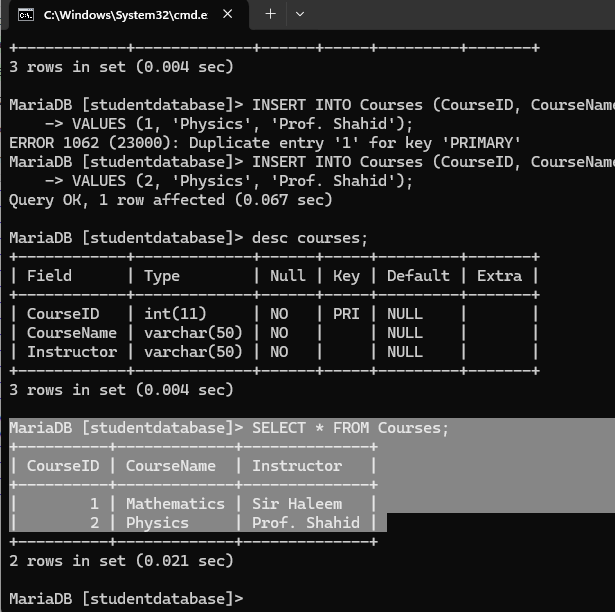 C:\Windows\System32\cmd.e
+------------+-------------+------+-----+---------+-------+
3 rows in set (0.004 sec)
MariaDB [studentdatabase]> INSERT INTO Courses (CourseID, CourseName
    -> VALUES (1, 'Physics', 'Prof. Shahid');
ERROR 1062 (23000): Duplicate entry '1' for key 'PRIMARY'
MariaDB [studentdatabase]> INSERT INTO Courses (CourseID, CourseName
    -> VALUES (2, 'Physics', 'Prof. Shahid');
Query OK, 1 row affected (0.067 sec)
MariaDB [studentdatabase]> desc courses;
+------------+-------------+------+-----+---------+-------+
| Field      | Type        | Null | Key | Default | Extra |
+------------+-------------+------+-----+---------+-------+
| CourseID   | int(11)     | NO   | PRI | NULL    |       |
| CourseName | varchar(50) | NO   |     | NULL    |       |
| Instructor | varchar(50) | NO   |     | NULL    |       |
+------------+-------------+------+-----+---------+-------+
3 rows in set (0.004 sec)
MariaDB [studentdatabase]> SELECT * FROM Courses;
+----------+-------------+--------------+
| CourseID | CourseName  | Instructor   |
+----------+-------------+--------------+
|        1 | Mathematics | Sir Haleem   |
|        2 | Physics     | Prof. Shahid |
+----------+-------------+--------------+
2 rows in set (0.021 sec)
MariaDB [studentdatabase]>